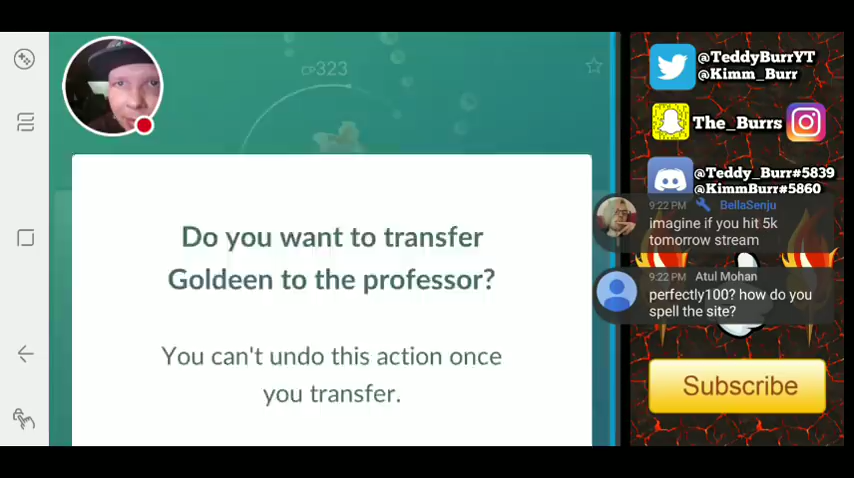 CP323
Do you want to transfer
Goldeen to the professor?
You can't undo this action once
you transfer.
@TeddyBurrYT
@Kimm_Burr
The_Burrs
@Teddy_Burr#5839
@KimmBurr#5860
9:22 PM BellaSenju
imagine if you hit 5k
tomorrow stream
9:22 PM Atul Mohan
perfectly100? how do you
spell the site?
Subscribe